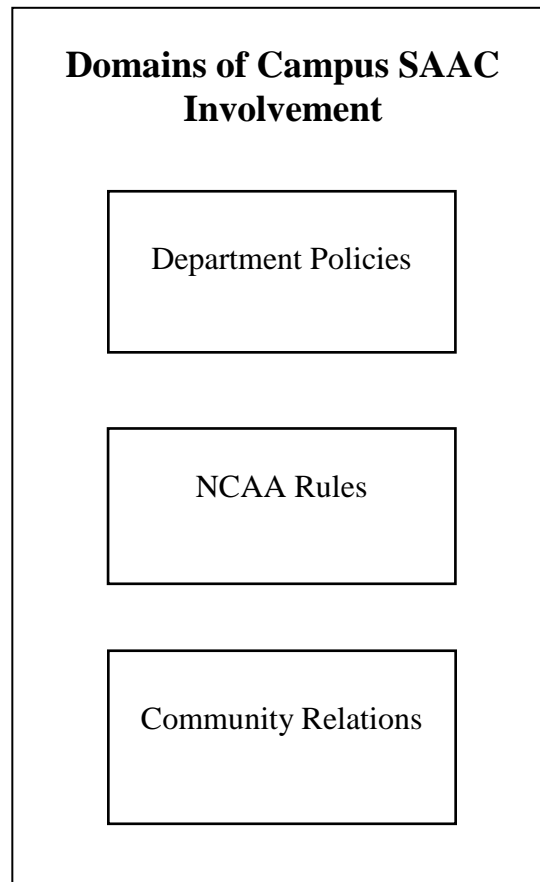 Domains of Campus SAAC
Involvement
Department Policies
NCAA Rules
Community Relations